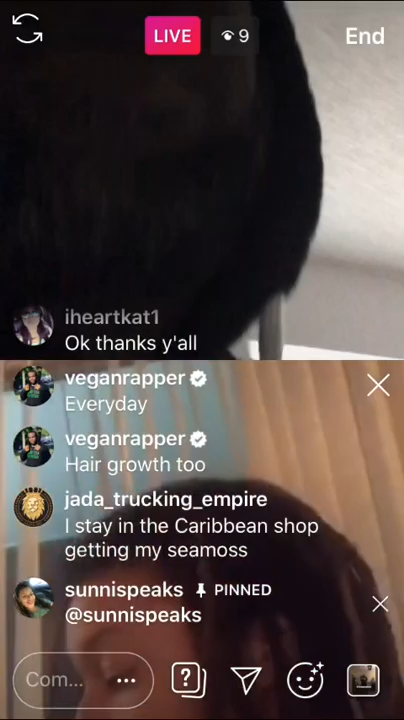 LIVE
9
End
iheartkat1
Ok thanks y'all
veganrapper
Everyday
veganrapper
Hair growth too
jada_trucking_empire
I stay in the Caribbean shop
getting my seamoss
sunnispeaks PINNED
@sunnispeaks
Com... ...